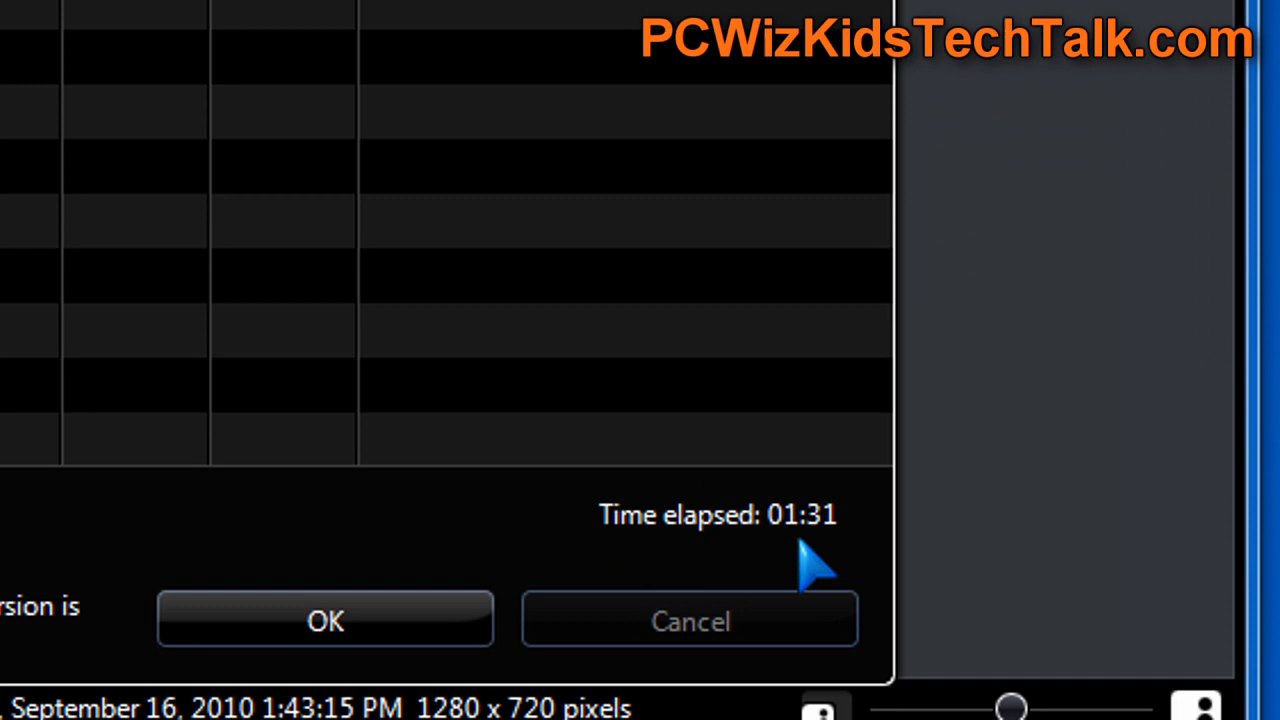 PCWizKidsTechTalk.com
Time elapsed: 01:31
rsion is
OK
Cancel
September 16, 2010 1:43:15 PM 1280 x 720 pixels